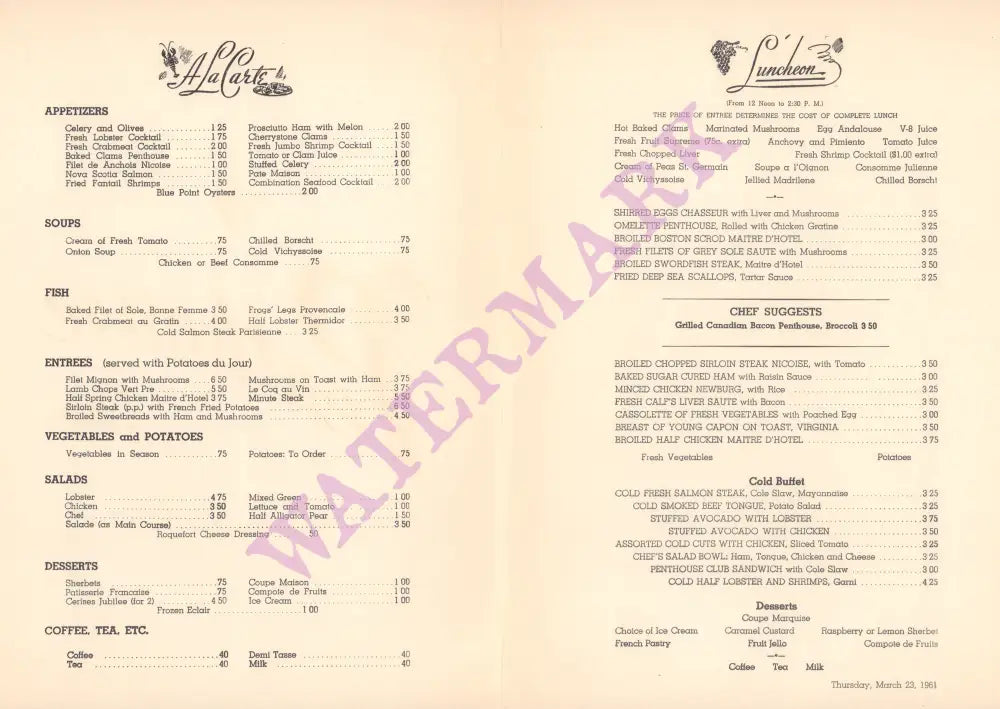 A La Carte
APPETIZERS
Celery and Olives ............. 1 25
Fresh Lobster Cocktail .......... 1 75
Fresh Crabmeat Cocktail ........ 2 00
Baked Clams Penthouse ........ 1 50
Filet de Anchois Nicoise ......... 1 00
Nova Scotia Salmon ............. 1 50
Fried Fantail Shrimps ............ 1 50
Prosciutto Ham with Melon ..... 2 00
Cherrystone Clams ............. 1 50
Fresh Jumbo Shrimp Cocktail ... 1 50
Tomato or Clam Juice ........... 1 00
Stuffed Celery .................. 2 00
Pate Maison .................... 1 00
Combination Seafood Cocktail .. 2 00
Blue Point Oysters .............. 2 00
SOUPS
Cream of Fresh Tomato .......... .75
Onion Soup ..................... .75
Chilled Borscht ................. .75
Cold Vichyssoise ................ .75
Chicken or Beef Consomme ...... .75
FISH
Baked Filet of Sole, Bonne Femme 3 50
Fresh Crabmeat au Gratin ...... 4 00
Frogs' Legs Provencale .......... 4 00
Half Lobster Thermidor .......... 3 50
Cold Salmon Steak Parisienne .... 3 25
ENTREES (served with Potatoes du Jour)
Filet Mignon with Mushrooms .... 6 50
Lamb Chops Vert Pre ............ 5 50
Half Spring Chicken Maitre d'Hotel 3 75
Mushrooms on Toast with Ham .. 3 75
Le Coq au Vin .................. 3 75
Minute Steak ................... 5 50
Sirloin Steak (p.p.) with French Fried Potatoes ............ 6 50
Broiled Sweetbreads with Ham and Mushrooms ............ 4 50
VEGETABLES and POTATOES
Vegetables in Season ............ .75
Potatoes: To Order ............... .75
SALADS
Lobster ........................ 4 75
Chicken ........................ 3 50
Chef ........................... 3 50
Mixed Green .................... 1 00
Lettuce and Tomato ............. 1 00
Half Alligator Pear .............. 1 50
Salade (as Main Course) ............ 3 50
Roquefort Cheese Dressing ...... 50
DESSERTS
Sherbets ........................ .75
Patisserie Francaise .............. .75
Cerises Jubilee (for 2) ........... 4 50
Coupe Maison .................. 1 00
Compote de Fruits .............. 1 00
Ice Cream ...................... 1 00
Frozen Eclair ................... 1 00
COFFEE, TEA, ETC.
Coffee .......................... .40
Tea ............................. .40
Demi Tasse ..................... .40
Milk ............................ .40
Luncheon
(From 12 Noon to 2:30 P. M.)
THE PRICE OF ENTREE DETERMINES THE COST OF COMPLETE LUNCH
Hot Baked Clams Marinated Mushrooms Egg Andalouse V-8 Juice
Fresh Fruit Supreme (75c. extra) Anchovy and Pimiento Tomato Juice
Fresh Chopped Liver Fresh Shrimp Cocktail ($1.00 extra)
Cream of Peas St. Germain Soupe a l'Oignon Consomme Julienne
Cold Vichyssoise Jellied Madrilene Chilled Borscht
SHIRRED EGGS CHASSEUR with Liver and Mushrooms .............. 3 25
OMELETTE PENTHOUSE, Rolled with Chicken Gratine .............. 3 25
BROILED BOSTON SCROD MAITRE D'HOTEL .............. 3 00
FRESH FILETS OF GREY SOLE SAUTE with Mushrooms .............. 3 25
BROILED SWORDFISH STEAK, Maitre d'Hotel .............. 3 50
FRIED DEEP SEA SCALLOPS, Tartar Sauce .............. 3 25
CHEF SUGGESTS
Grilled Canadian Bacon Penthouse, Broccoli 3 50
BROILED CHOPPED SIRLOIN STEAK NICOISE, with Tomato .......... 3 50
BAKED SUGAR CURED HAM with Raisin Sauce .......... 3 00
MINCED CHICKEN NEWBURG, with Rice .......... 3 25
FRESH CALF'S LIVER SAUTE with Bacon .......... 3 50
CASSOLETTE OF FRESH VEGETABLES with Poached Egg .......... 3 00
BREAST OF YOUNG CAPON ON TOAST, VIRGINIA .......... 3 50
BROILED HALF CHICKEN MAITRE D'HOTEL .......... 3 75
Fresh Vegetables Potatoes
Cold Buffet
COLD FRESH SALMON STEAK, Cole Slaw, Mayonnaise .......... 3 25
COLD SMOKED BEEF TONGUE, Potato Salad .......... 3 25
STUFFED AVOCADO WITH LOBSTER .......... 3 75
STUFFED AVOCADO WITH CHICKEN .......... 3 50
ASSORTED COLD CUTS WITH CHICKEN, Sliced Tomato .......... 3 25
CHEF'S SALAD BOWL: Ham, Tongue, Chicken and Cheese .......... 3 25
PENTHOUSE CLUB SANDWICH with Cole Slaw .......... 3 00
COLD HALF LOBSTER AND SHRIMPS, Garni .......... 4 25
Desserts
Coupe Marquise
Choice of Ice Cream Caramel Custard Raspberry or Lemon Sherbet
French Pastry Fruit Jello Compote de Fruits
Coffee Tea Milk
Thursday, March 23, 1961
WATERMARK